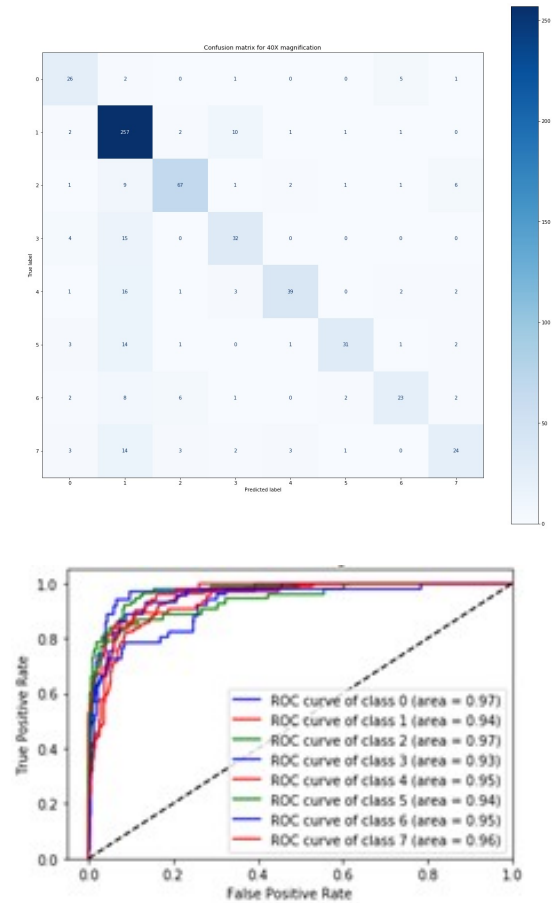 Confusion matrix for 40X magnification
250
0 26 2 0 1 0 0 5 1
1 2 257 2 10 1 1 1 0
200
2 1 9 67 1 2 1 1 6
150
3 4 15 0 32 0 0 0 0
True label
4 1 16 1 3 39 0 2 2
100
5 3 14 1 0 1 31 1 2
6 2 8 6 1 0 2 23 2
50
7 3 14 3 2 3 1 0 24
0 1 2 3 4 5 6 7
Predicted label
0
1.0
0.8
0.6
0.4
0.2
0.0
True Positive Rate
ROC curve of class 0 (area = 0.97)
ROC curve of class 1 (area = 0.94)
ROC curve of class 2 (area = 0.97)
ROC curve of class 3 (area = 0.93)
ROC curve of class 4 (area = 0.95)
ROC curve of class 5 (area = 0.94)
ROC curve of class 6 (area = 0.95)
ROC curve of class 7 (area = 0.96)
0.0 0.2 0.4 0.6 0.8 1.0
False Positive Rate